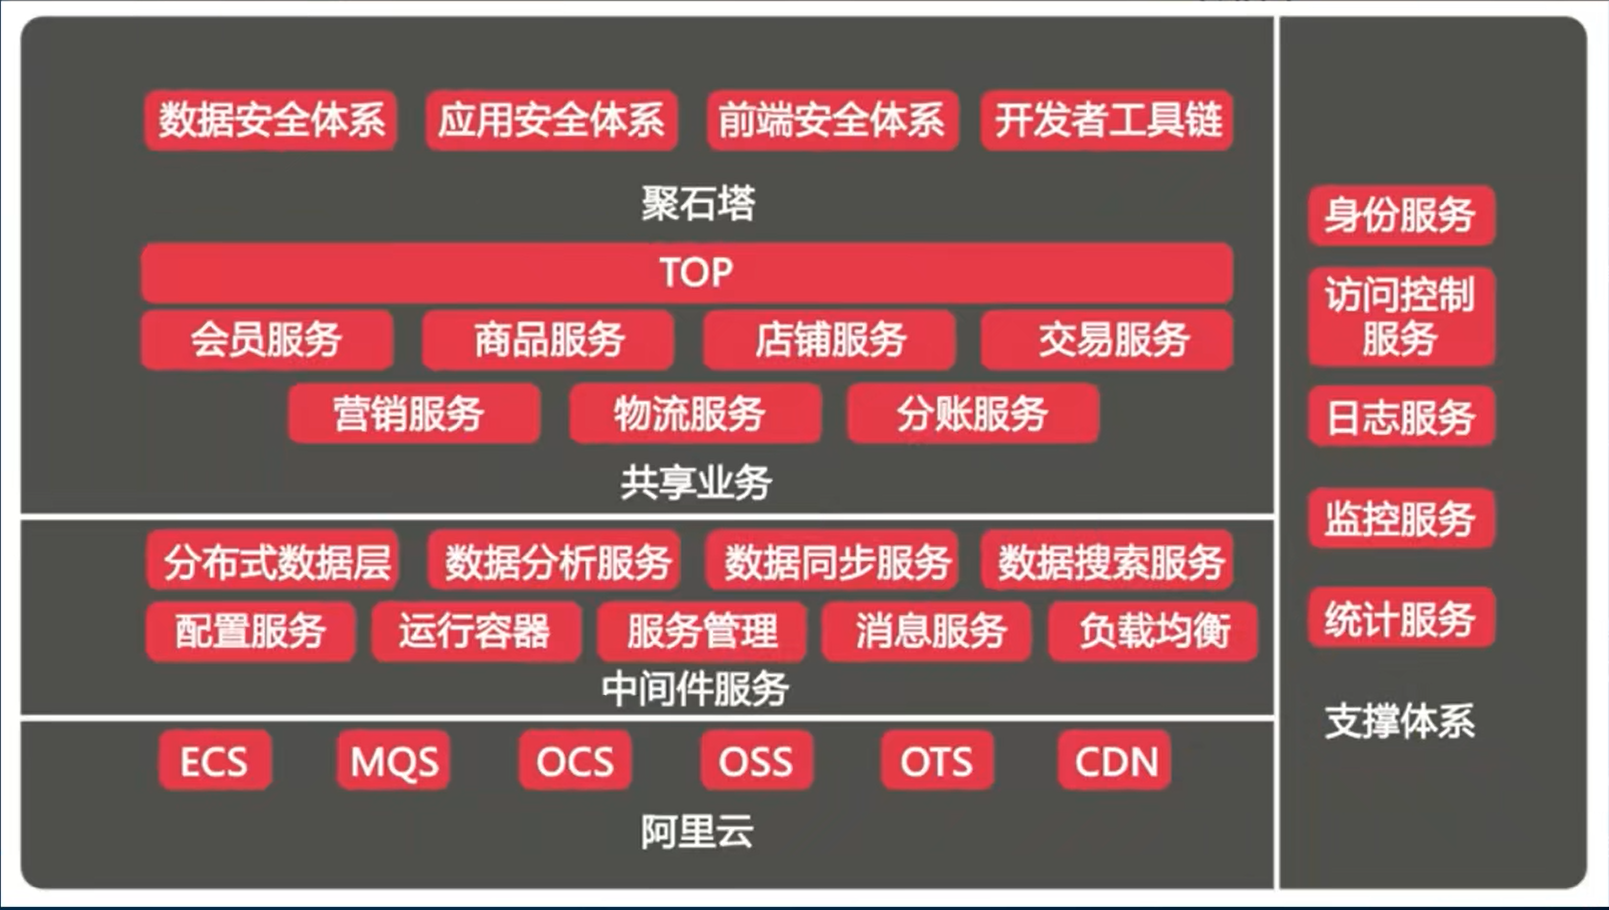 数据安全体系 应用安全体系 前端安全体系 开发者工具链
聚石塔
TOP
会员服务 商品服务 店铺服务 交易服务
营销服务 物流服务 分账服务
共享业务
分布式数据层 数据分析服务 数据同步服务 数据搜索服务
配置服务 运行容器 服务管理 消息服务 负载均衡
中间件服务
ECS MQS OCS OSS OTS CDN
阿里云
身份服务
访问控制
服务
日志服务
监控服务
统计服务
支撑体系